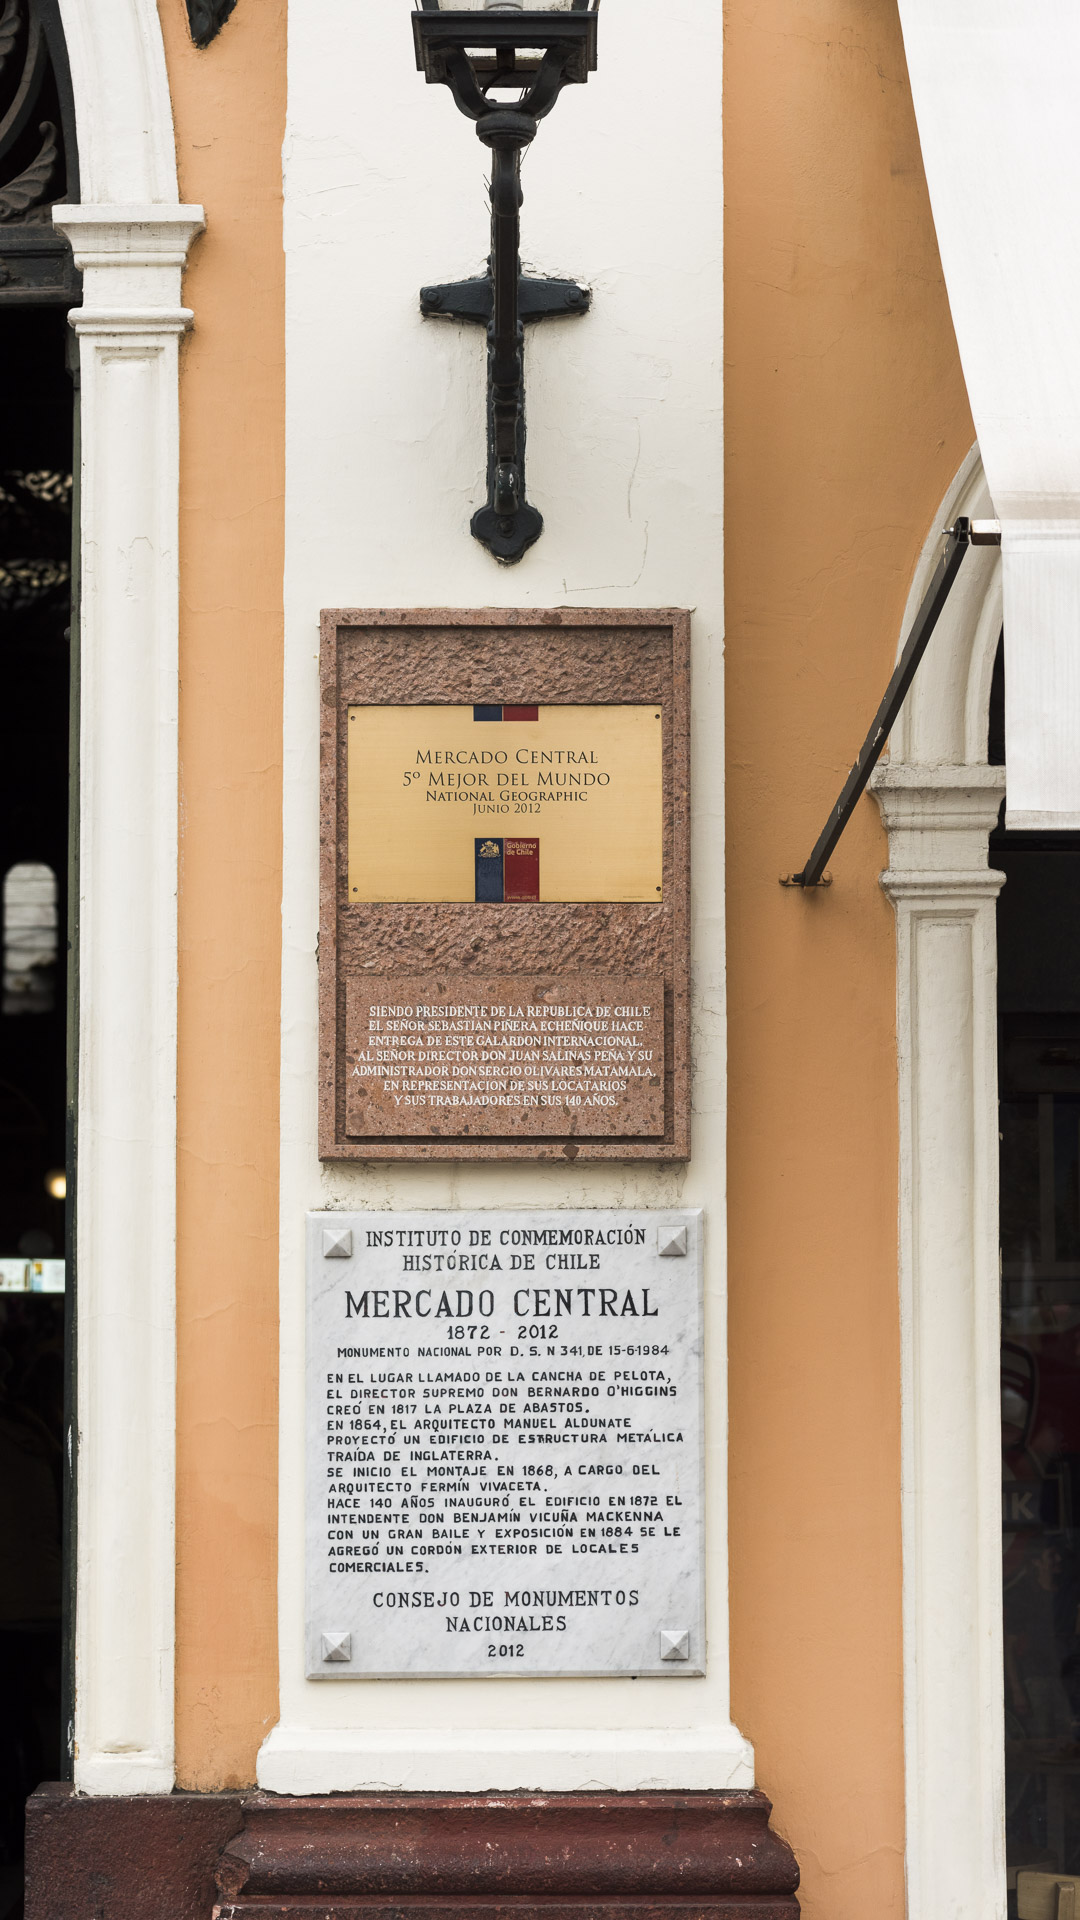 MERCADO CENTRAL
5º MEJOR DEL MUNDO
NATIONAL GEOGRAPHIC
JUNIO 2012
Gobierno
de Chile
SIENDO PRESIDENTE DE LA REPUBLICA DE CHILE
EL SEÑOR SEBASTIAN PIÑERA ECHEÑIQUE HACE
ENTREGA DE ESTE GALARDON INTERNACIONAL,
AL SEÑOR DIRECTOR DON JUAN SALINAS PEÑA Y SU
ADMINISTRADOR DON SERGIO OLIVARES MATAMALA,
EN REPRESENTACION DE SUS LOCATARIOS
Y SUS TRABAJADORES EN SUS 140 AÑOS.
INSTITUTO DE CONMEMORACIÓN
HISTÓRICA DE CHILE
MERCADO CENTRAL
1872 - 2012
MONUMENTO NACIONAL POR D. S. N 341, DE 15-6-1984
EN EL LUGAR LLAMADO DE LA CANCHA DE PELOTA,
EL DIRECTOR SUPREMO DON BERNARDO O'HIGGINS
CREÓ EN 1817 LA PLAZA DE ABASTOS.
EN 1864, EL ARQUITECTO MANUEL ALDUNATE
PROYECTÓ UN EDIFICIO DE ESTRUCTURA METÁLICA
TRAÍDA DE INGLATERRA.
SE INICIO EL MONTAJE EN 1868, A CARGO DEL
ARQUITECTO FERMÍN VIVACETA.
HACE 140 AÑOS INAUGURÓ EL EDIFICIO EN 1872 EL
INTENDENTE DON BENJAMÍN VICUÑA MACKENNA
CON UN GRAN BAILE Y EXPOSICIÓN EN 1884 SE LE
AGREGÓ UN CORDÓN EXTERIOR DE LOCALES
COMERCIALES.
CONSEJO DE MONUMENTOS
NACIONALES
2012